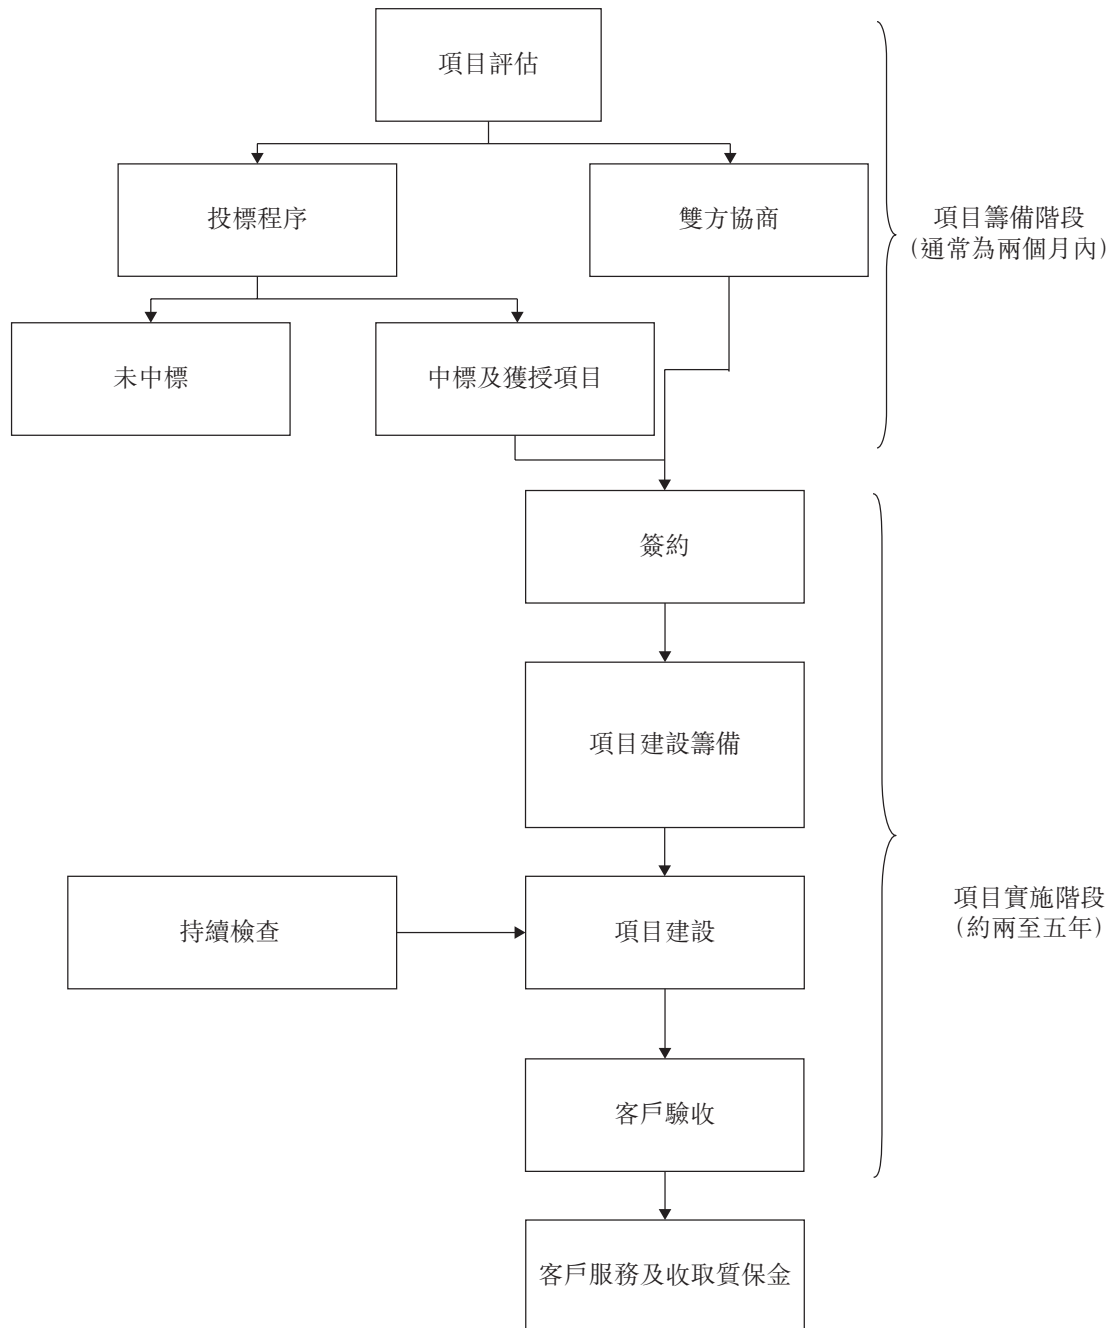 項目評估
投標程序
雙方協商
項目籌備階段
(通常為兩個月內)
未中標
中標及獲授項目
簽約
項目建設籌備
項目實施階段
(約兩至五年)
持續檢查
項目建設
客戶驗收
客戶服務及收取質保金